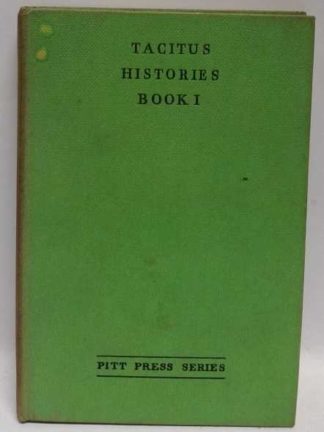 TACITUS
HISTORIES
BOOK I
PITT PRESS SERIES